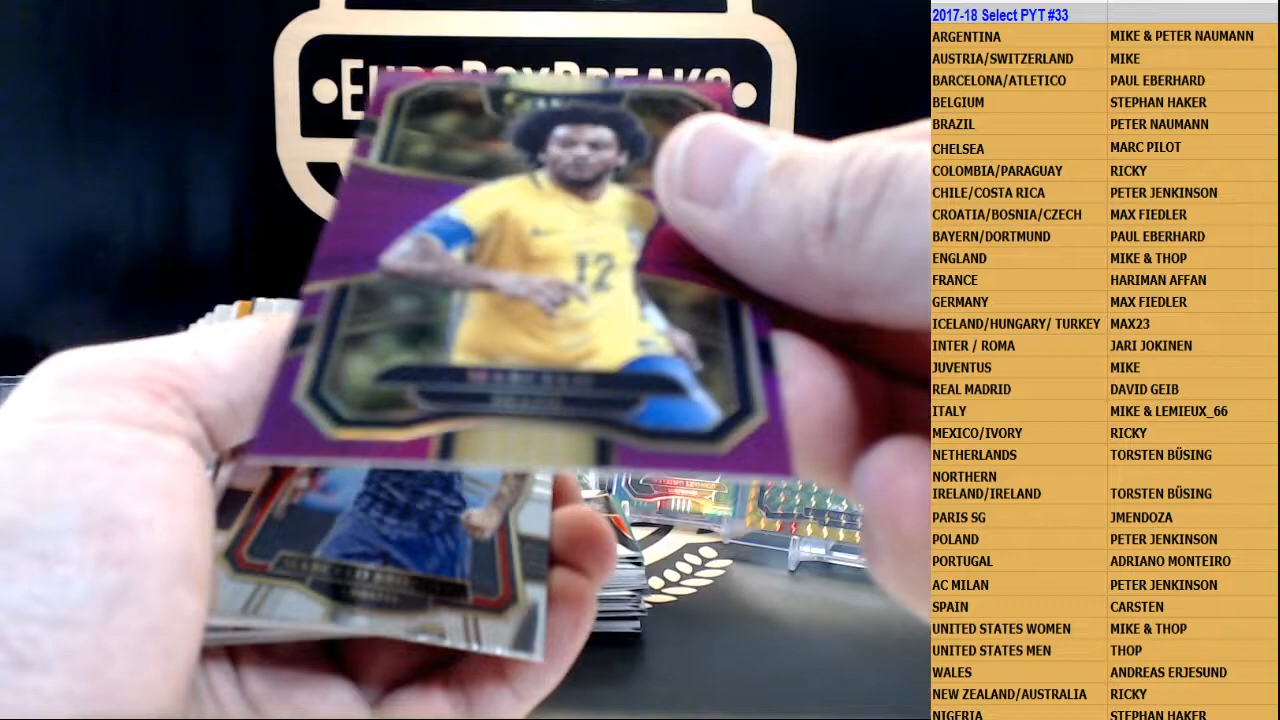 2017-18 Select PYT #33
ARGENTINA MIKE & PETER NAUMANN
AUSTRIA/SWITZERLAND MIKE
BARCELONA/ATLETICO PAUL EBERHARD
BELGIUM STEPHAN HAKER
BRAZIL PETER NAUMANN
CHELSEA MARC PILOT
COLOMBIA/PARAGUAY RICKY
CHILE/COSTA RICA PETER JENKINSON
CROATIA/BOSNIA/CZECH MAX FIEDLER
BAYERN/DORTMUND PAUL EBERHARD
ENGLAND MIKE & THOP
FRANCE HARIMAN AFFAN
GERMANY MAX FIEDLER
ICELAND/HUNGARY/ TURKEY MAX23
INTER / ROMA JARI JOKINEN
JUVENTUS MIKE
REAL MADRID DAVID GEIB
ITALY MIKE & LEMIEUX_66
MEXICO/IVORY RICKY
NETHERLANDS TORSTEN BÜSING
NORTHERN
IRELAND/IRELAND TORSTEN BÜSING
PARIS SG JMENDOZA
POLAND PETER JENKINSON
PORTUGAL ADRIANO MONTEIRO
AC MILAN PETER JENKINSON
SPAIN CARSTEN
UNITED STATES WOMEN MIKE & THOP
UNITED STATES MEN THOP
WALES ANDREAS ERJESUND
NEW ZEALAND/AUSTRALIA RICKY
NIGERIA STEPHAN HAKER
EUROBOXBREAKS
12
MARCELO